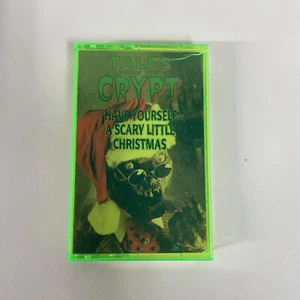 TALES
CRYPT
HAVE YOURSELF
A SCARY LITTLE
CHRISTMAS